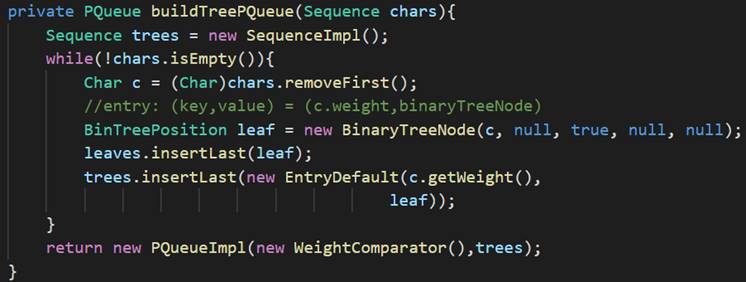 private PQueue buildTreePQueue(Sequence chars){
    Sequence trees = new SequenceImpl();
    while(!chars.isEmpty()){
        Char c = (Char)chars.removeFirst();
        //entry: (key,value) = (c.weight,binaryTreeNode)
        BinTreePosition leaf = new BinaryTreeNode(c, null, true, null, null);
        leaves.insertLast(leaf);
        trees.insertLast(new EntryDefault(c.getWeight(),
                                        leaf));
    }
    return new PQueueImpl(new WeightComparator(),trees);
}